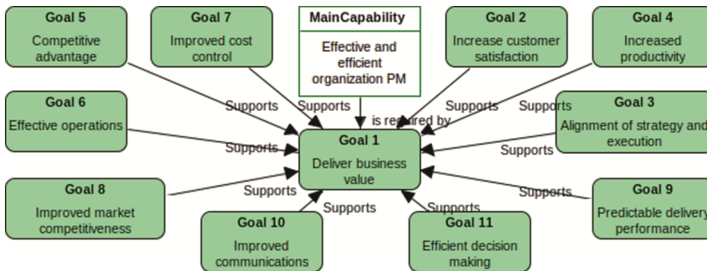 Goal 5
Competitive
advantage
Goal 7
Improved cost
control
MainCapability
Effective and
efficient
organization PM
Goal 2
Increase customer
satisfaction
Goal 4
Increased
productivity
Supports
Supports
Supports
Supports
is required by
Goal 6
Effective operations
Supports
Goal 1
Deliver business
value
Goal 3
Alignment of strategy and
execution
Supports
Goal 8
Improved market
competitiveness
Supports
Supports
Goal 9
Predictable delivery
performance
Goal 10
Improved
communications
Supports
Supports
Goal 11
Efficient decision
making